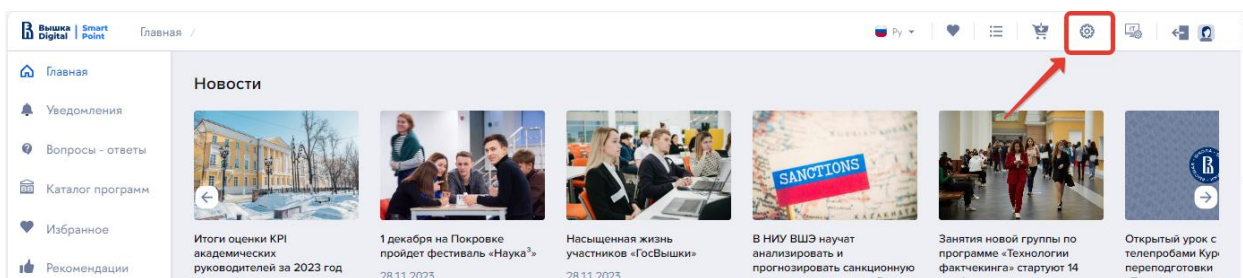 Вышка | Smart
Digital | Point
Главная /
Ру
Главная
Уведомления
Вопросы - ответы
Каталог программ
Избранное
Рекомендации
Новости
SANCTIONS
Итоги оценки KPI
академических
руководителей за 2023 год
1 декабря на Покровке
пройдет фестиваль «Наука³»
28.11.2023
Насыщенная жизнь
участников «ГосВышки»
28.11.2023
В НИУ ВШЭ научат
анализировать и
прогнозировать санкционную
Занятия новой группы по
программе «Технологии
фактчекинга» стартуют 14
Открытый урок с
телепробами Кур
переподготовки